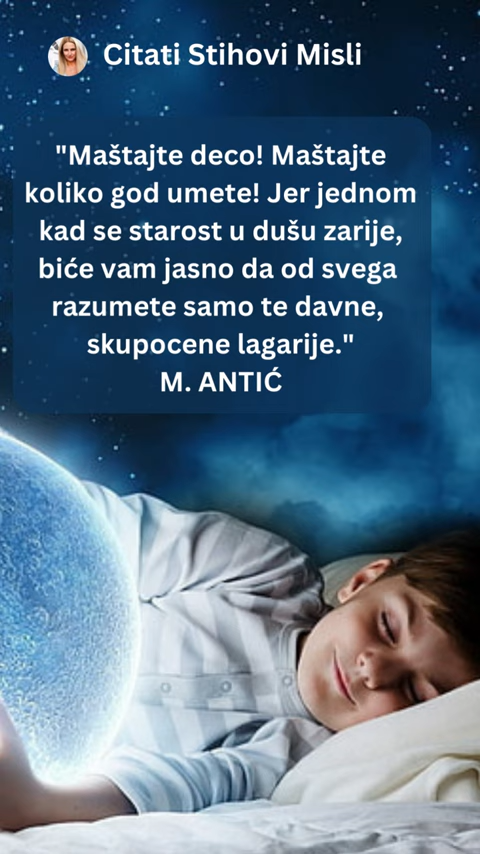 Citati Stihovi Misli
"Maštajte deco! Maštajte
koliko god umete! Jer jednom
kad se starost u dušu zarije,
biće vam jasno da od svega
razumete samo te davne,
skupocene lagarije."
M. ANTIĆ